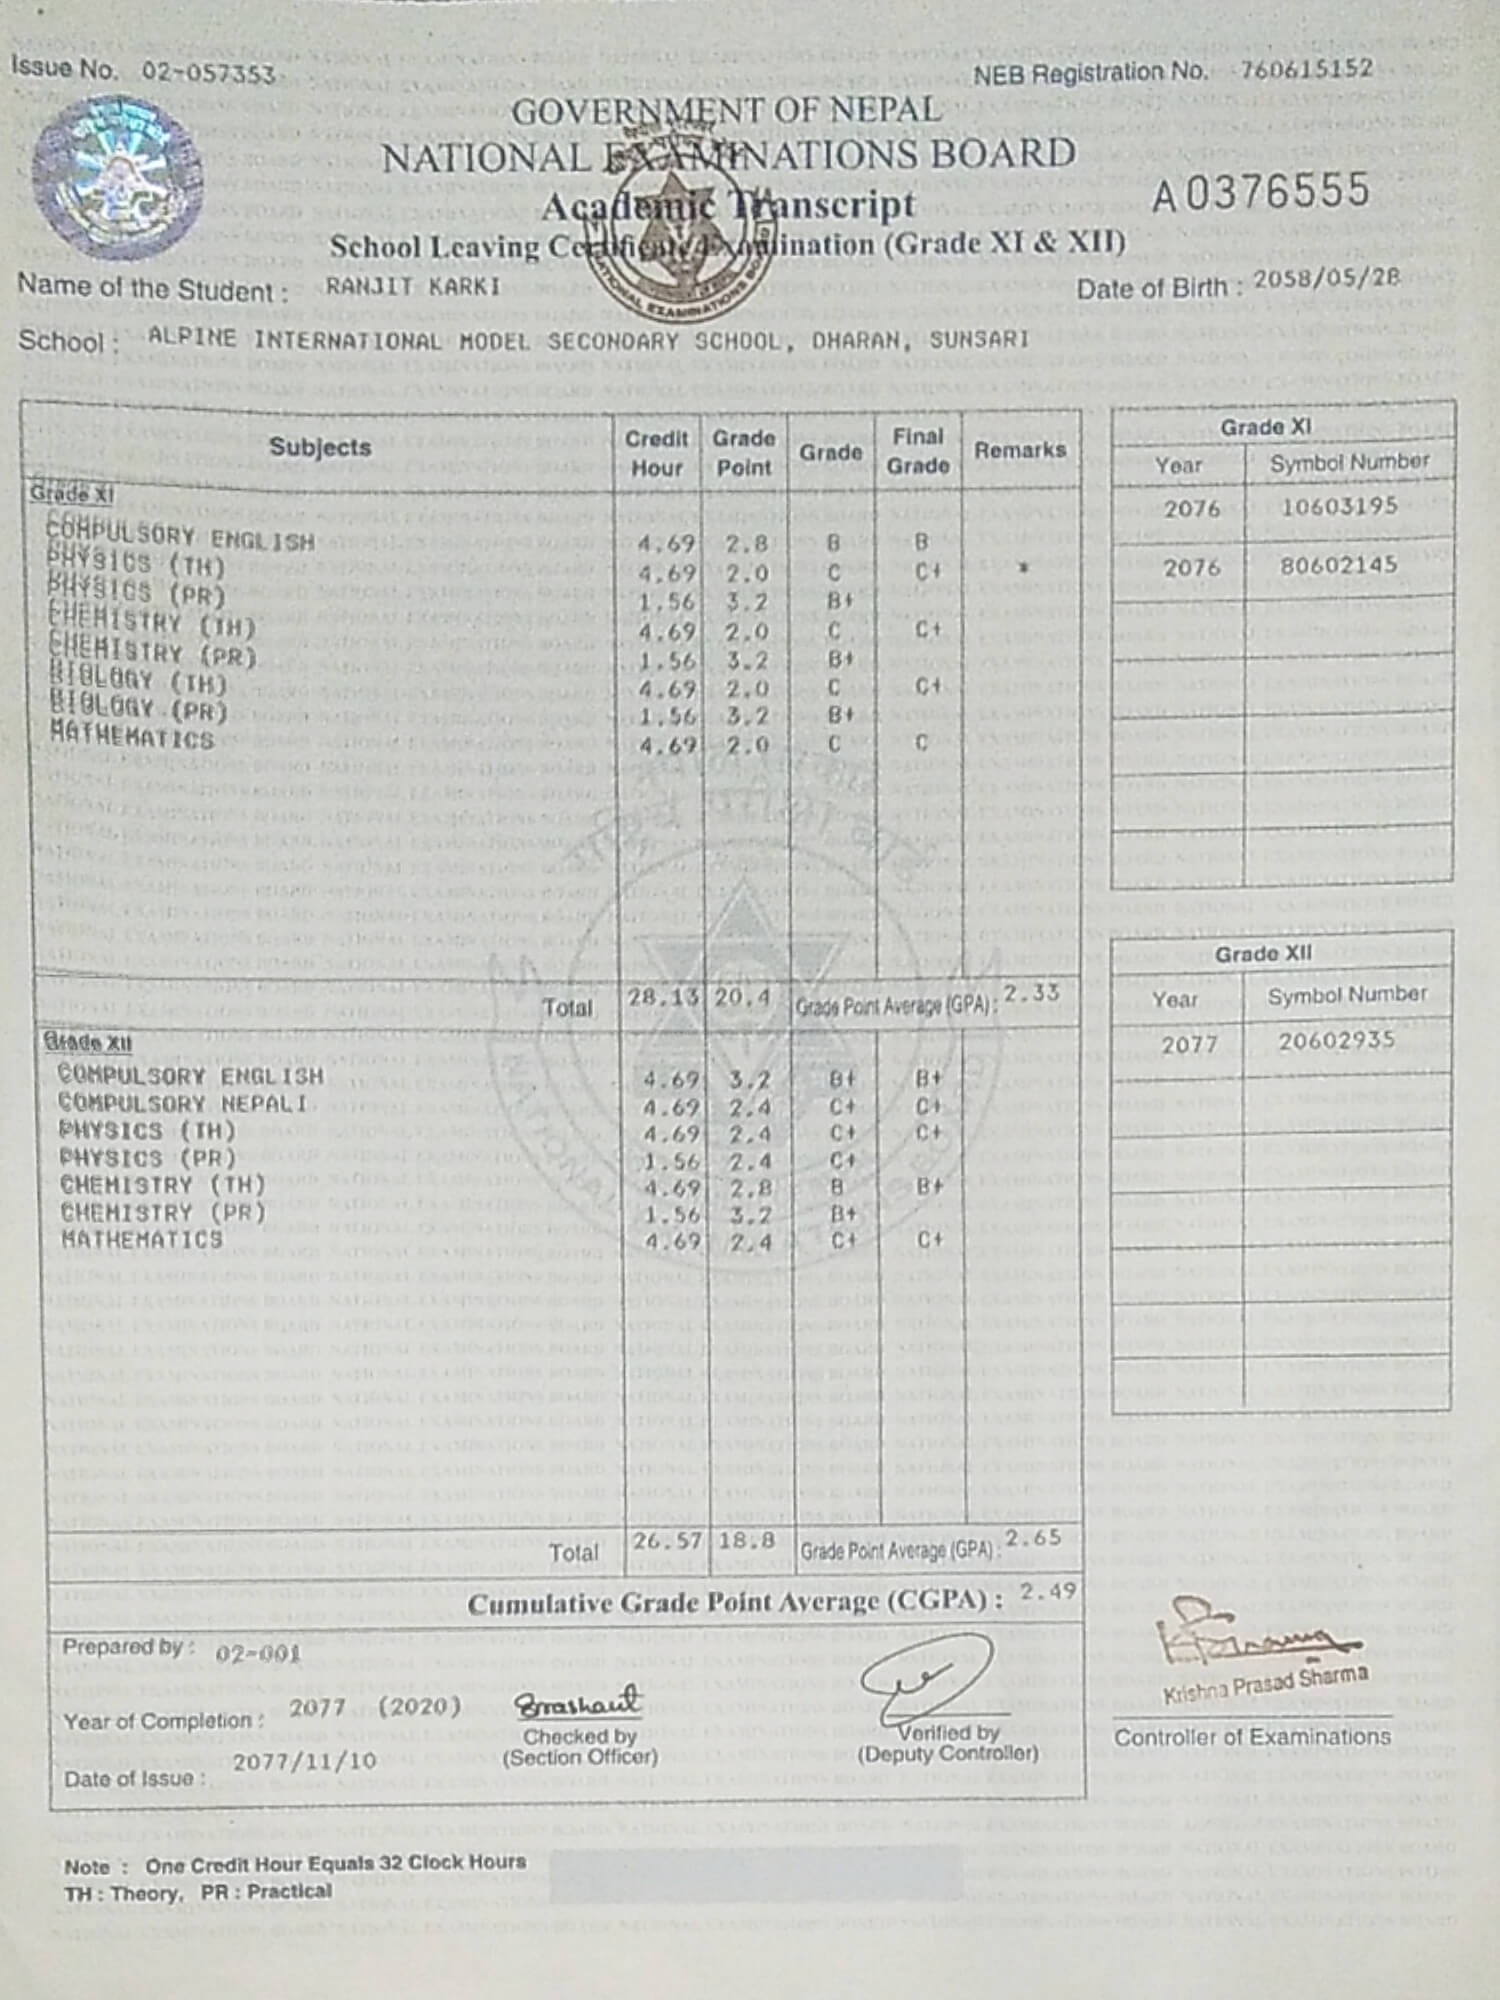 Issue No. 02-057353
NEB Registration No. 760615152
GOVERNMENT OF NEPAL
NATIONAL EXAMINATIONS BOARD
A0376555
Academic Transcript
School Leaving Certificate Examination (Grade XI & XII)
Name of the Student : RANJIT KARKI
Date of Birth : 2058/05/28
School : ALPINE INTERNATIONAL MODEL SECONDARY SCHOOL, DHARAN, SUNSARI
Subjects Credit Hour Grade Point Grade Final Grade Remarks
Grade XI
COMPULSORY ENGLISH 4.69 2.8 B B
PHYSICS (TH) 4.69 2.0 C C+ *
PHYSICS (PR) 1.56 3.2 B+
CHEMISTRY (TH) 4.69 2.0 C C+
CHEMISTRY (PR) 1.56 3.2 B+
BIOLOGY (TH) 4.69 2.0 C C+
BIOLOGY (PR) 1.56 3.2 B+
MATHEMATICS 4.69 2.0 C C
Total 28.13 20.4 Grade Point Average (GPA) : 2.33
Grade XII
COMPULSORY ENGLISH 4.69 3.2 B+ B+
COMPULSORY NEPALI 4.69 2.4 C+ C+
PHYSICS (TH) 4.69 2.4 C+ C+
PHYSICS (PR) 1.56 2.4 C+
CHEMISTRY (TH) 4.69 2.8 B B+
CHEMISTRY (PR) 1.56 3.2 B+
MATHEMATICS 4.69 2.4 C+ C+
Total 26.57 18.8 Grade Point Average (GPA) : 2.65
Cumulative Grade Point Average (CGPA) : 2.49
Grade XI
Year Symbol Number
2076 10603195
2076 80602145
Grade XII
Year Symbol Number
2077 20602935
Prepared by : 02-001
Year of Completion : 2077 (2020)
Date of Issue : 2077/11/10
Checked by
(Section Officer)
Verified by
(Deputy Controller)
Krishna Prasad Sharma
Controller of Examinations
Note : One Credit Hour Equals 32 Clock Hours
TH : Theory, PR : Practical